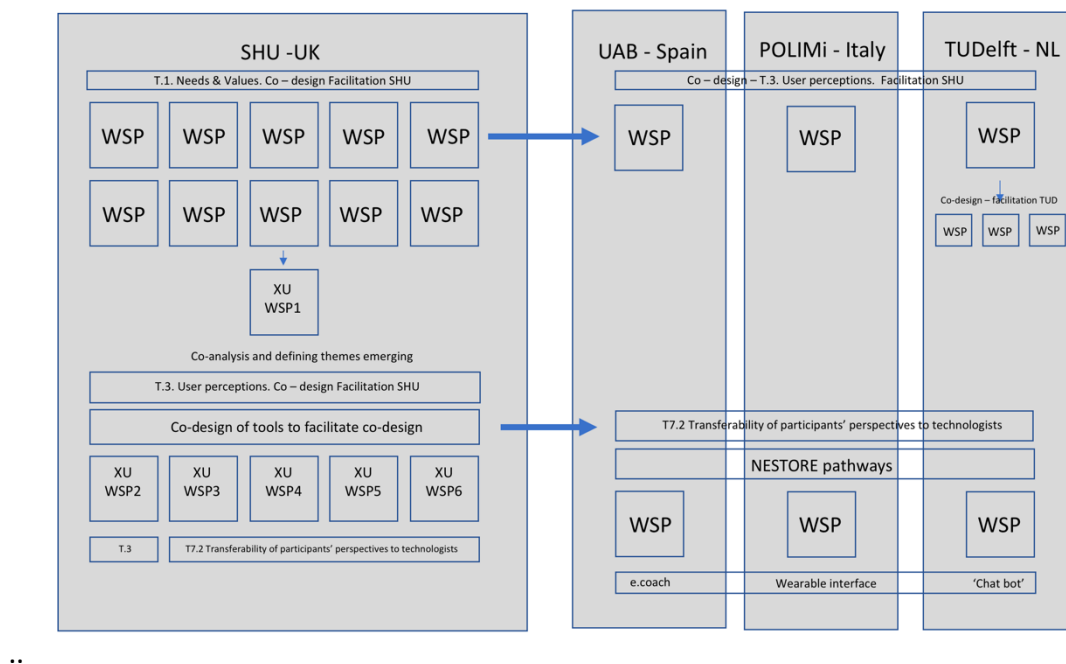 SHU -UK
T.1. Needs & Values. Co – design Facilitation SHU
WSP WSP WSP WSP WSP
WSP WSP WSP WSP WSP
XU
WSP1
Co-analysis and defining themes emerging
T.3. User perceptions. Co – design Facilitation SHU
Co-design of tools to facilitate co-design
XU XU XU XU XU
WSP2 WSP3 WSP4 WSP5 WSP6
T.3 T7.2 Transferability of participants’ perspectives to technologists
UAB - Spain POLIMi - Italy TUDelft - NL
Co – design – T.3. User perceptions. Facilitation SHU
WSP WSP WSP
Co-design – facilitation TUD
WSP WSP WSP
T7.2 Transferability of participants’ perspectives to technologists
NESTORE pathways
WSP WSP WSP
e.coach Wearable interface ‘Chat bot’
..